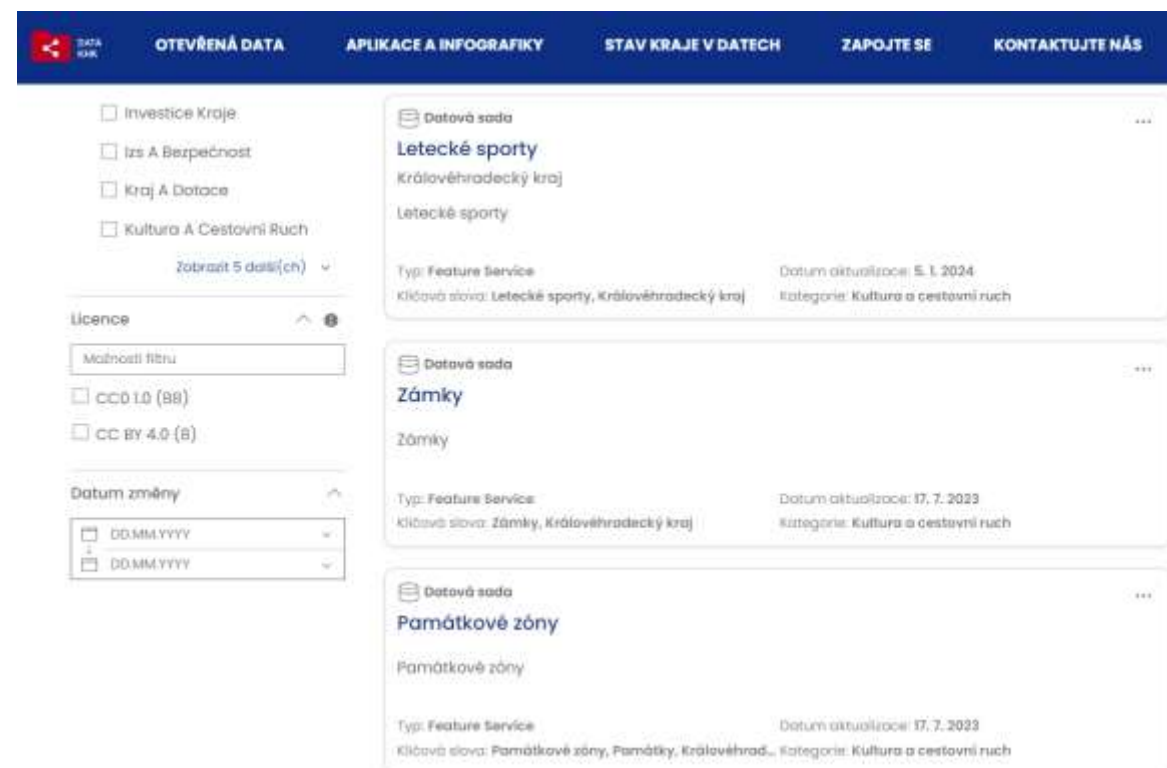 DATA
KHK
OTEVŘENÁ DATA
APLIKACE A INFOGRAFIKY
STAV KRAJE V DATECH
ZAPOJTE SE
KONTAKTUJTE NÁS
Investice Kraje
Izs A Bezpečnost
Kraj A Dotace
Kultura A Cestovní Ruch
Zobrazit 5 další(ch)
Licence
Možnosti filtru
CC0 1.0 (88)
CC BY 4.0 (8)
Datum změny
DD.MM.YYYY
DD.MM.YYYY
Datová sada
Letecké sporty
Královéhradecký kraj
Letecké sporty
Typ: Feature Service
Datum aktualizace: 5. 1. 2024
Klíčová slova: Letecké sporty, Královéhradecký kraj
Kategorie: Kultura a cestovní ruch
Datová sada
Zámky
Zámky
Typ: Feature Service
Datum aktualizace: 17. 7. 2023
Klíčová slova: Zámky, Královéhradecký kraj
Kategorie: Kultura a cestovní ruch
Datová sada
Památkové zóny
Památkové zóny
Typ: Feature Service
Datum aktualizace: 17. 7. 2023
Klíčová slova: Památkové zóny, Památky, Královéhrad...
Kategorie: Kultura a cestovní ruch